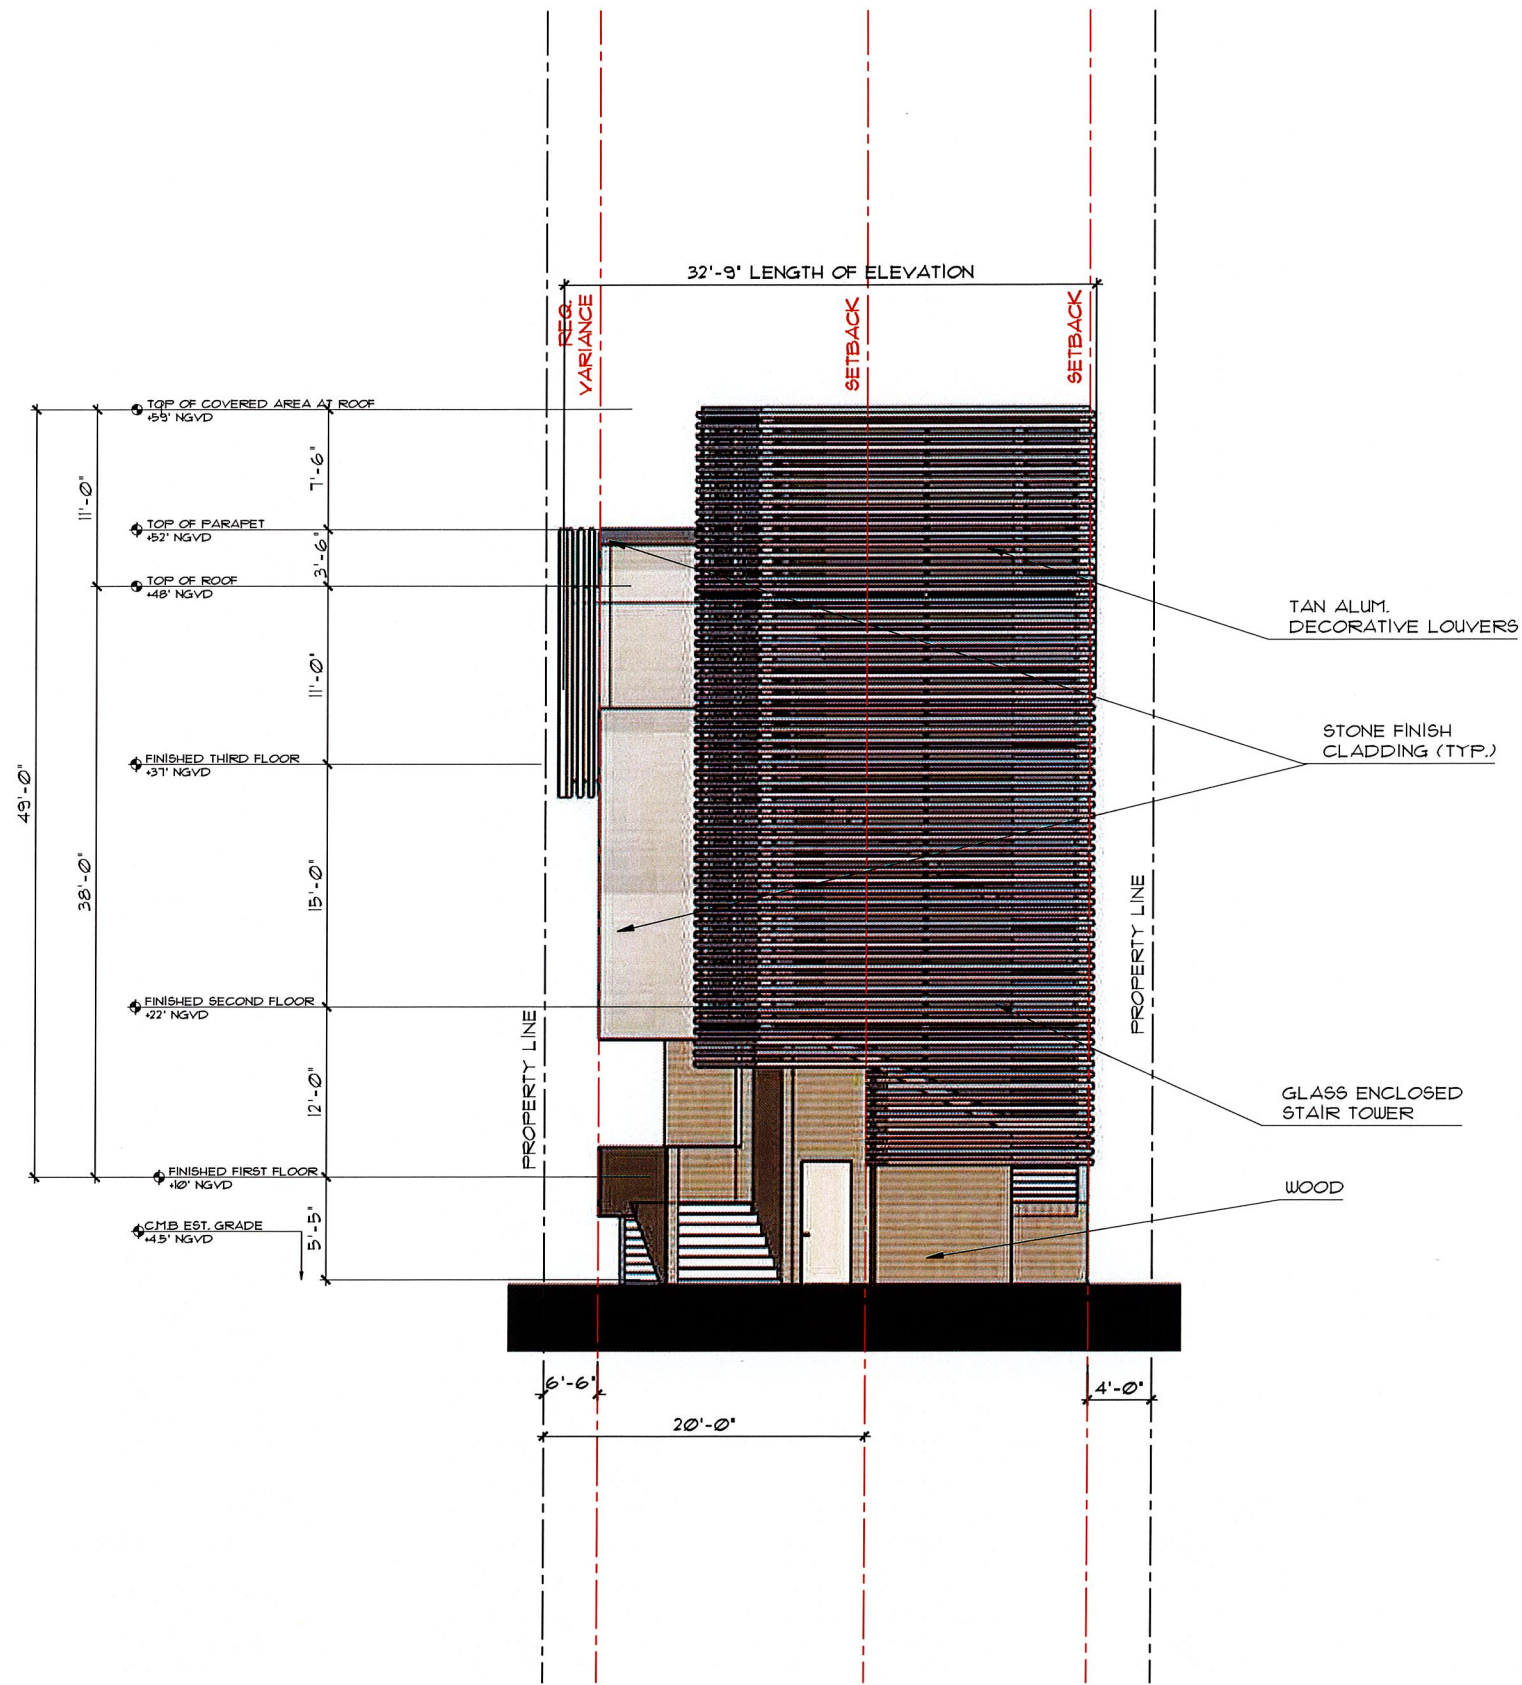 32'-9" LENGTH OF ELEVATION
REQ.
VARIANCE
SETBACK
SETBACK
TOP OF COVERED AREA AT ROOF
+59' NGVD
7'-6"
11'-0"
TOP OF PARAPET
+52' NGVD
3'-6"
TOP OF ROOF
+48' NGVD
TAN ALUM.
DECORATIVE LOUVERS
11'-0"
STONE FINISH
CLADDING (TYP.)
FINISHED THIRD FLOOR
+37' NGVD
49'-0"
38'-0"
15'-0"
PROPERTY LINE
FINISHED SECOND FLOOR
+22' NGVD
PROPERTY LINE
12'-0"
GLASS ENCLOSED
STAIR TOWER
FINISHED FIRST FLOOR
+10' NGVD
WOOD
C.M.B EST. GRADE
+4.5' NGVD
5'-5"
6'-6"
4'-0"
20'-0"